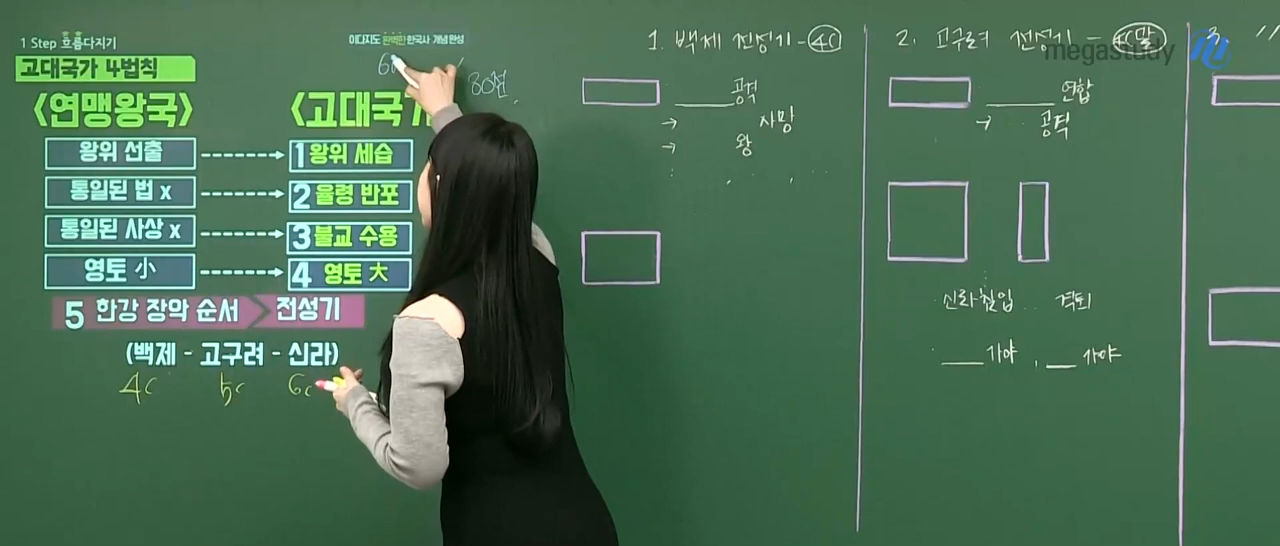 1 Step 흐름다지기
이다지도 완벽한 한국사 개념 완성
고대국가 4법칙
<연맹왕국>
<고대국가
왕위 선출
1 왕위 세습
통일된 법 x
2 율령 반포
통일된 사상 x
3 불교 수용
영토 小
4 영토 大
5 한강 장악 순서
전성기
(백제 - 고구려 - 신라)
4C 5C 6C
80년
1. 백제 전성기 - 4C
공격
→ 사망
→ 왕
2. 고구려 전성기 - 4C말
연합
→ 공격
신라침입 격퇴
가야, 가야
3. "
megastudy